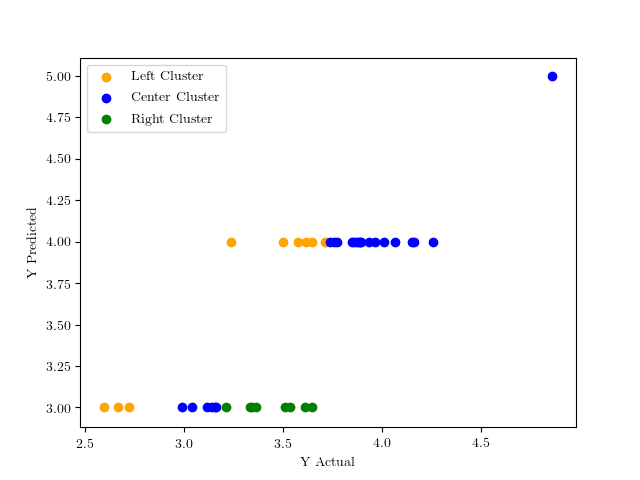 Left Cluster
Center Cluster
Right Cluster
5.00
4.75
4.50
4.25
4.00
3.75
3.50
3.25
3.00
Y Predicted
2.5 3.0 3.5 4.0 4.5
Y Actual